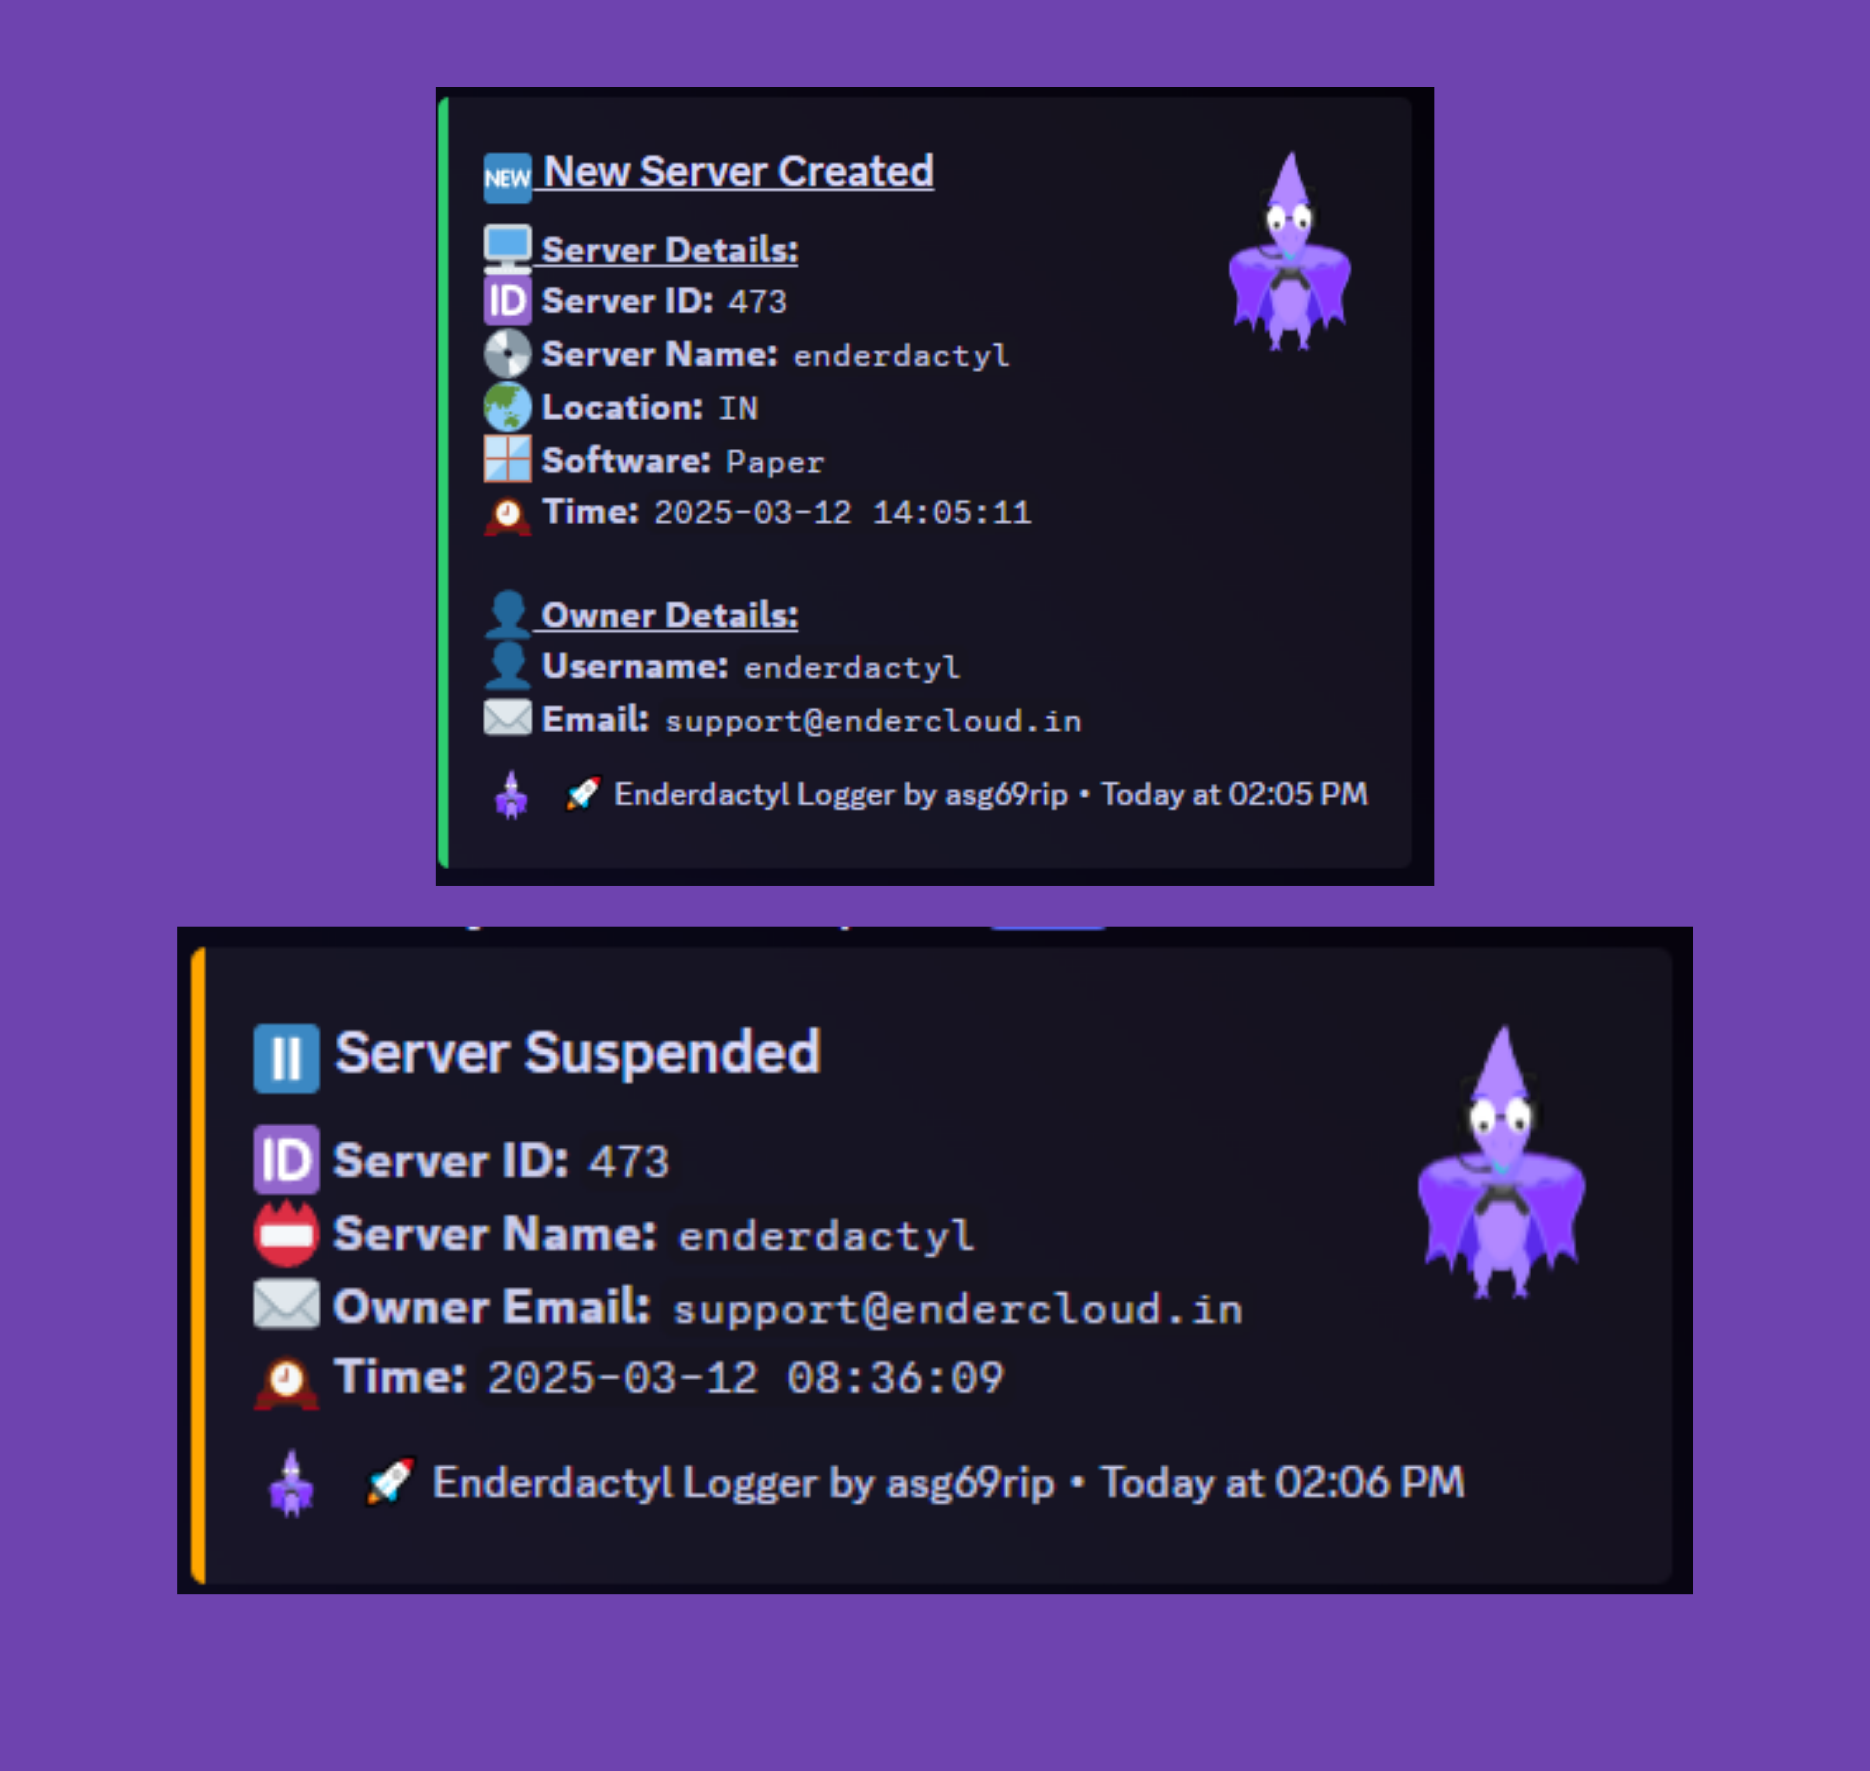 NEW New Server Created
Server Details:
ID Server ID: 473
Server Name: enderdactyl
Location: IN
Software: Paper
Time: 2025-03-12 14:05:11
Owner Details:
Username: enderdactyl
Email: support@endercloud.in
🚀 Enderdactyl Logger by asg69rip • Today at 02:05 PM
Server Suspended
ID Server ID: 473
Server Name: enderdactyl
Owner Email: support@endercloud.in
Time: 2025-03-12 08:36:09
🚀 Enderdactyl Logger by asg69rip • Today at 02:06 PM